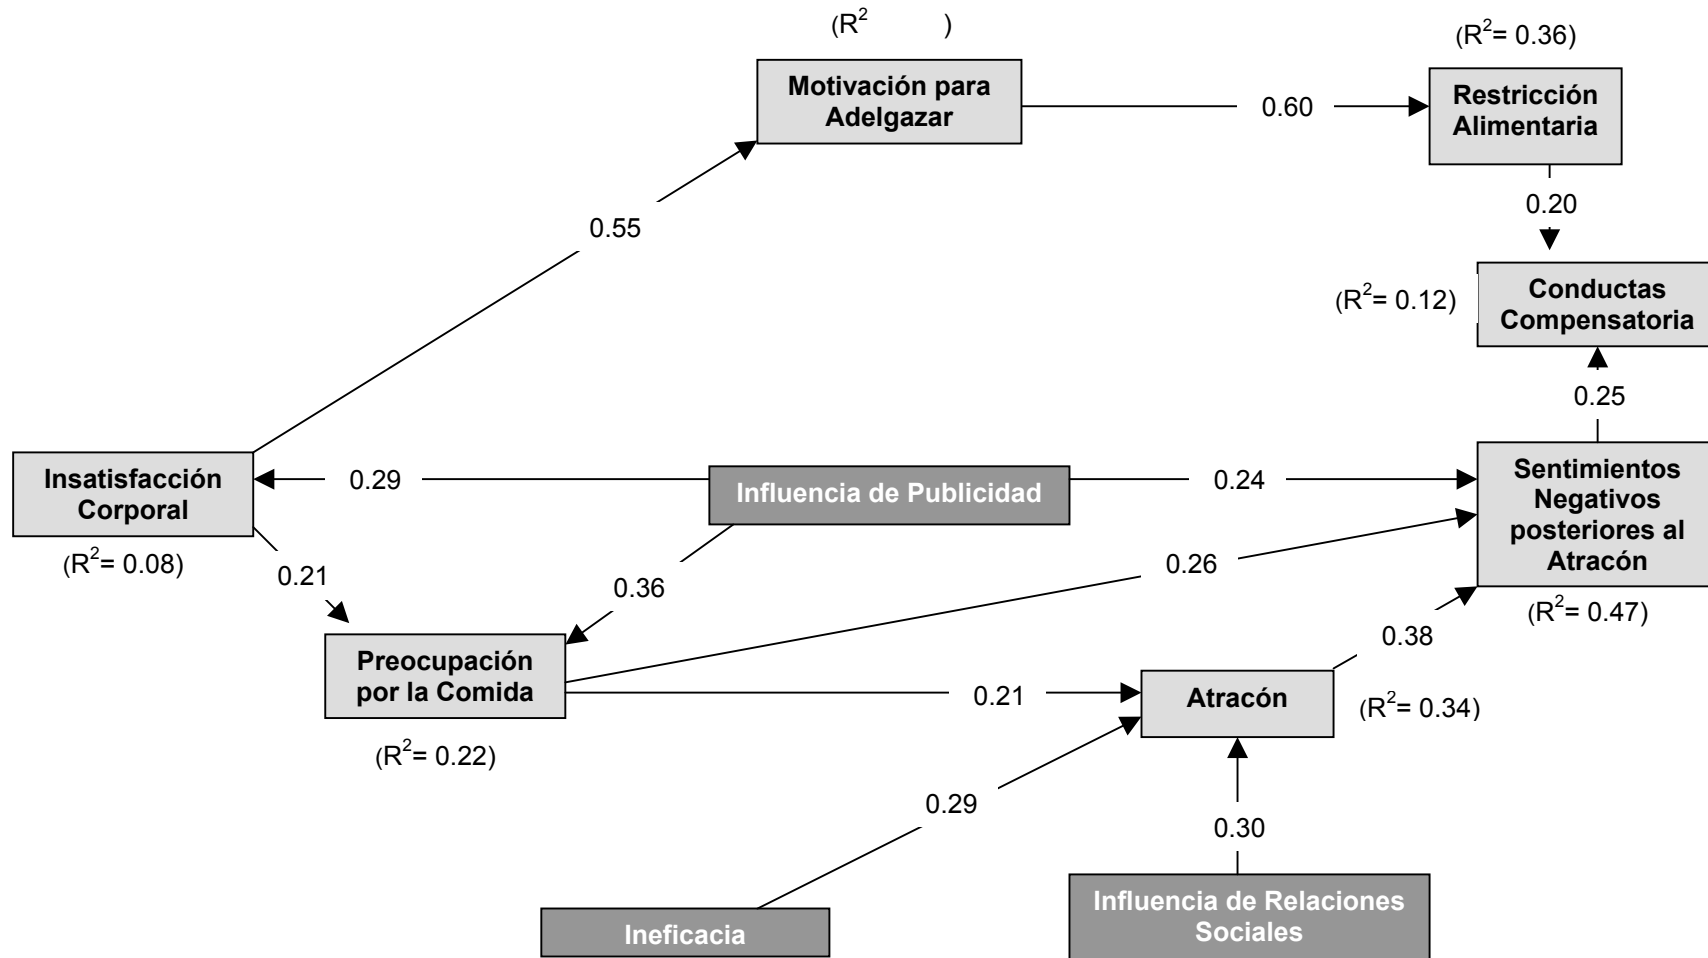 (R2 )
(R2= 0.36)
Motivación para
Adelgazar
0.60
Restricción
Alimentaria
0.20
0.55
(R2= 0.12)
Conductas
Compensatoria
0.25
Insatisfacción
Corporal
(R2= 0.08)
0.29
Influencia de Publicidad
0.24
Sentimientos
Negativos
posteriores al
Atracón
(R2= 0.47)
0.21
0.36
0.26
0.38
Preocupación
por la Comida
(R2= 0.22)
0.21
Atracón
(R2= 0.34)
0.29
0.30
Ineficacia
Influencia de Relaciones
Sociales